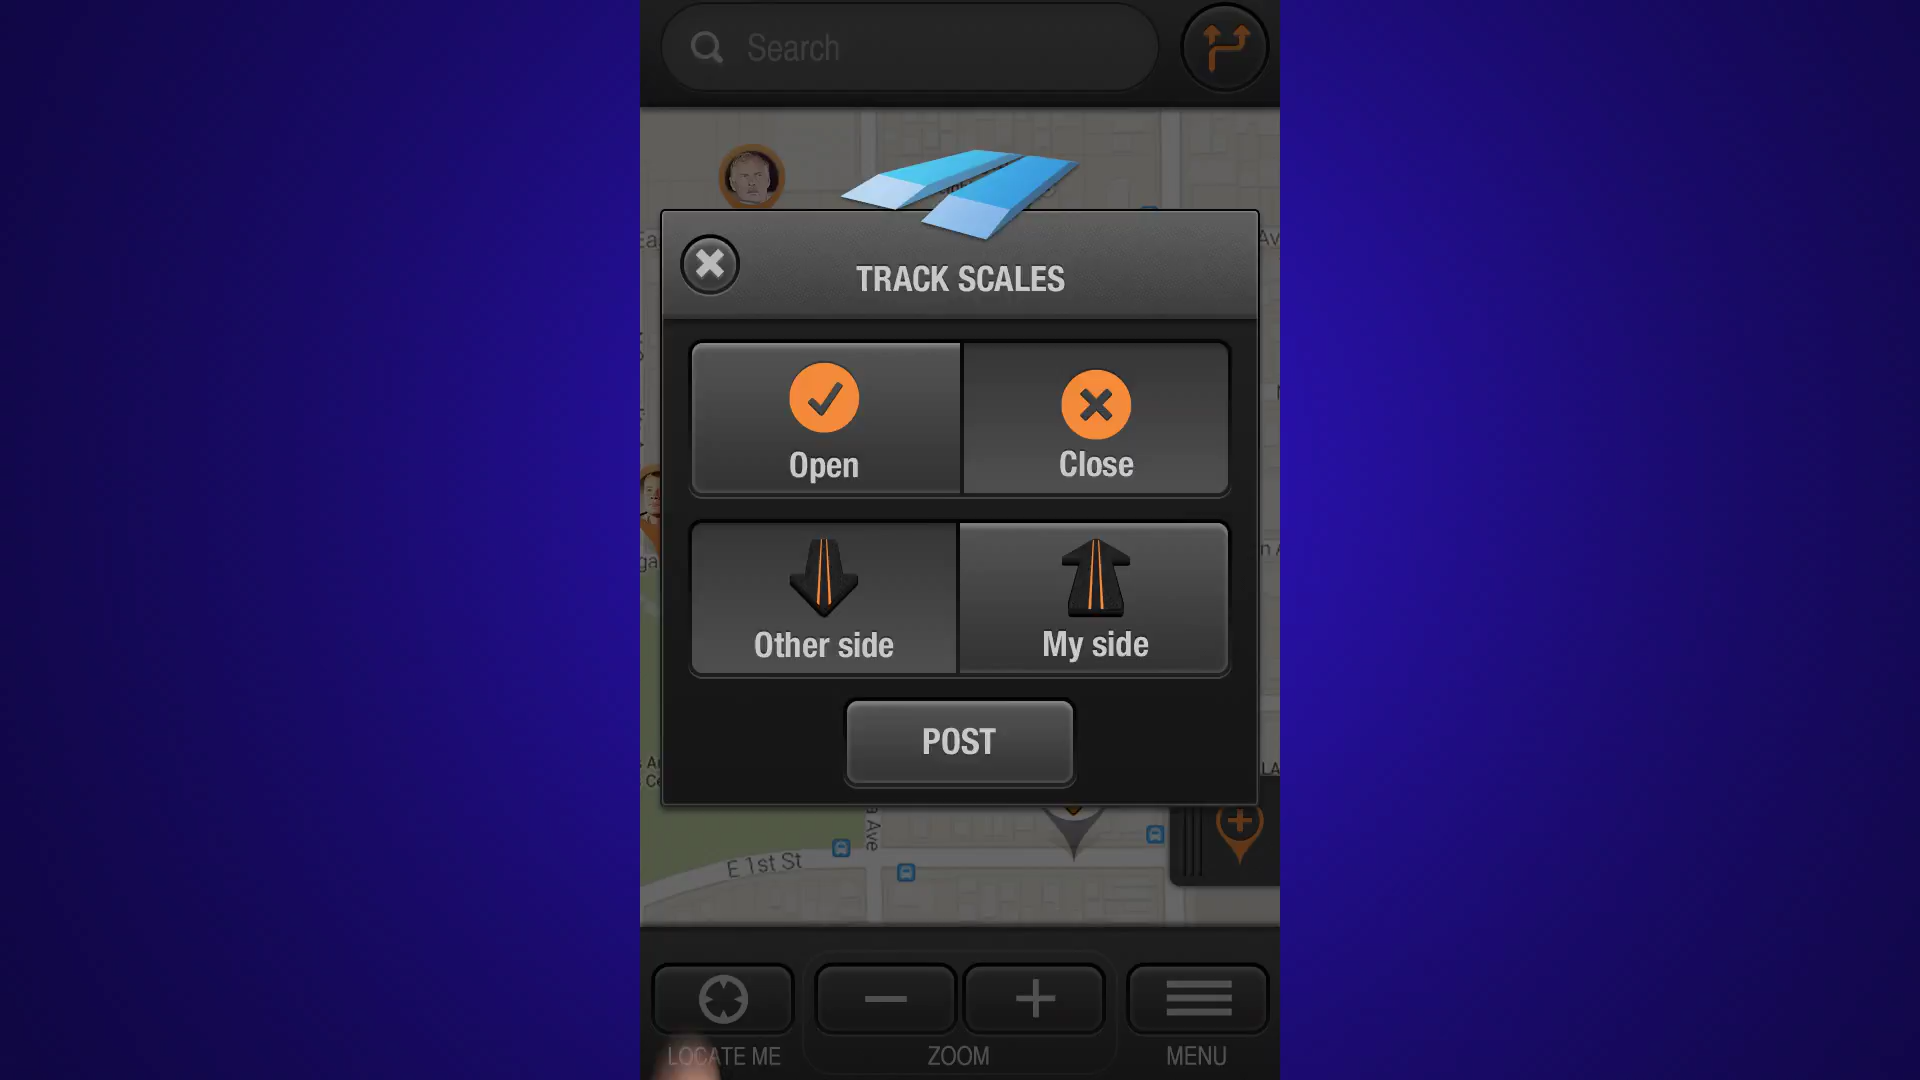 Search
TRACK SCALES
Open
Close
Other side
My side
POST
E 1st St
a Ave
LOCATE ME
ZOOM
MENU